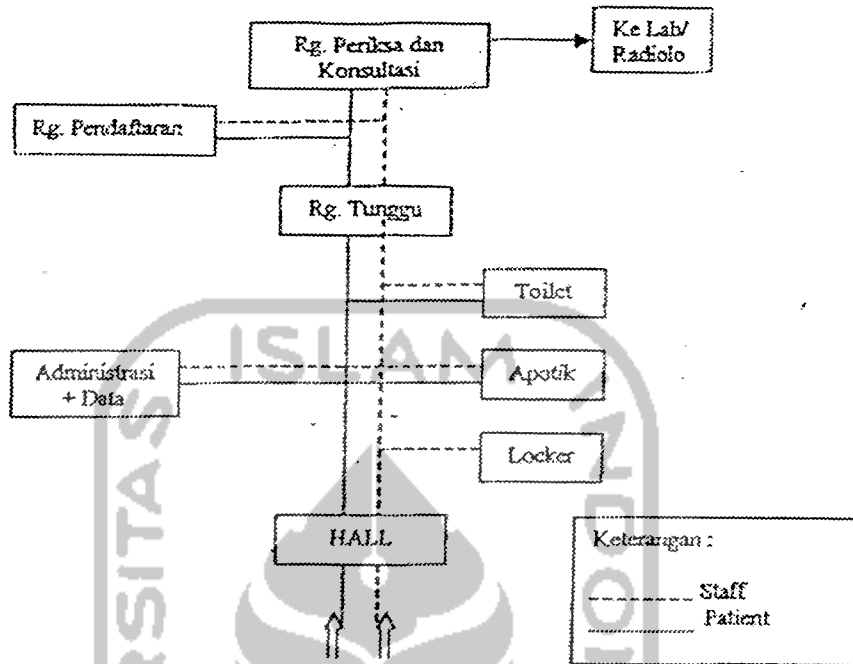 Rg. Periksa dan
Konsultasi
Ke Lab/
Radiolo
Rg. Pendaftaran
Rg. Tunggu
Toilet
ISLAM
Administrasi
+ Data
Apotik
Locker
HALL
Keterangan :
Staff
Patient